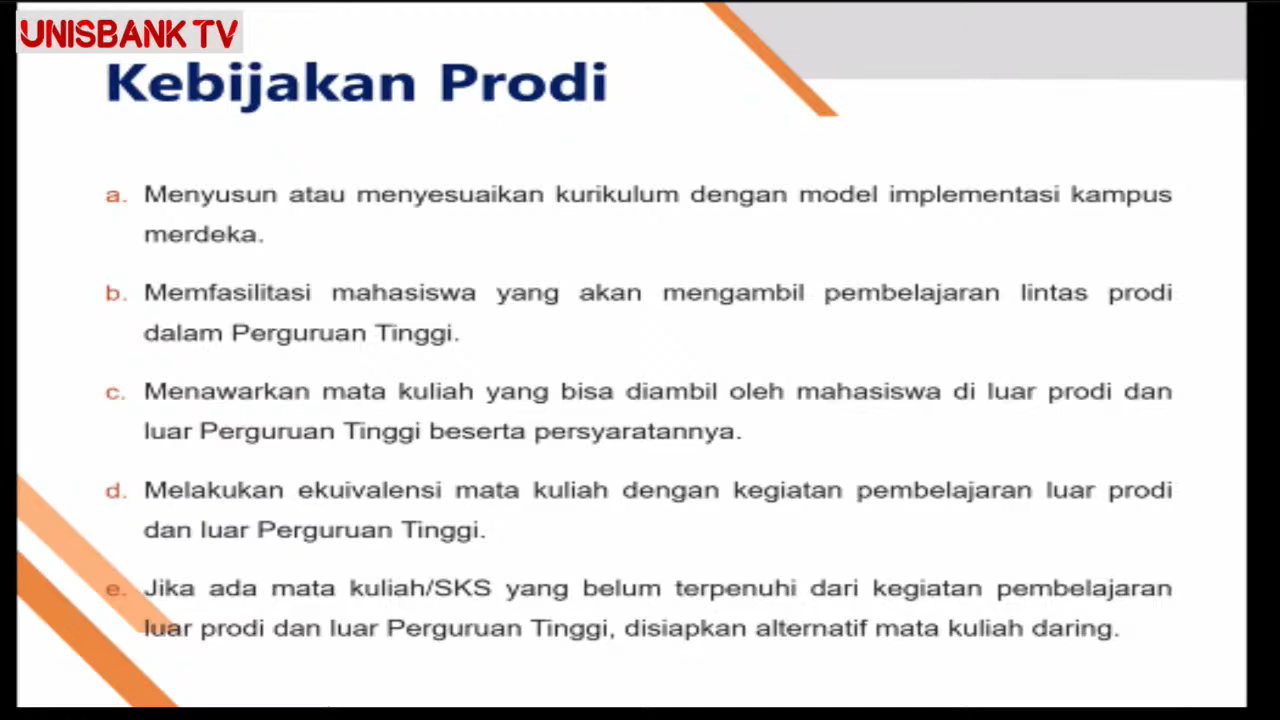 UNISBANK TV
Kebijakan Prodi
a. Menyusun atau menyesuaikan kurikulum dengan model implementasi kampus
merdeka.
b. Memfasilitasi mahasiswa yang akan mengambil pembelajaran lintas prodi
dalam Perguruan Tinggi.
c. Menawarkan mata kuliah yang bisa diambil oleh mahasiswa di luar prodi dan
luar Perguruan Tinggi beserta persyaratannya.
d. Melakukan ekuivalensi mata kuliah dengan kegiatan pembelajaran luar prodi
dan luar Perguruan Tinggi.
e. Jika ada mata kuliah/SKS yang belum terpenuhi dari kegiatan pembelajaran
luar prodi dan luar Perguruan Tinggi, disiapkan alternatif mata kuliah daring.